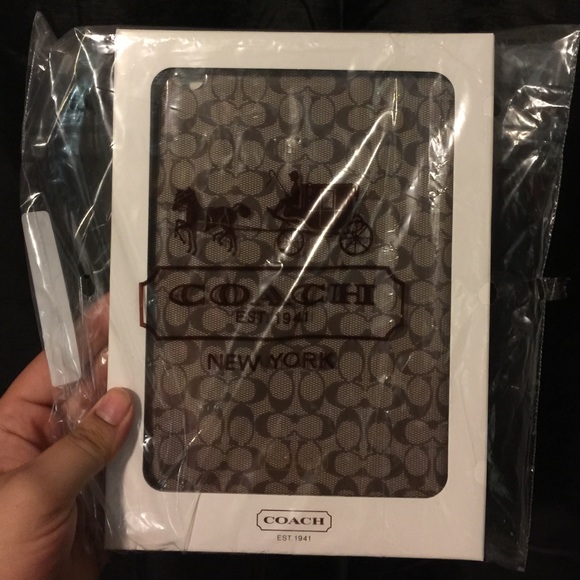 COACH
EST. 1941
NEW YORK
COACH
EST. 1941